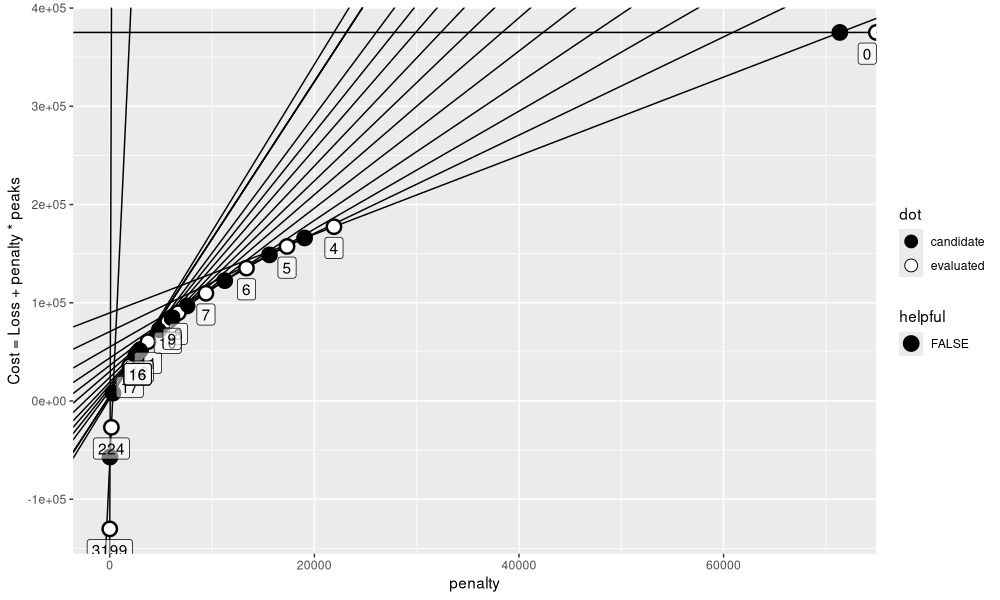 4e+05
3e+05
2e+05
1e+05
0e+00
-1e+05
Cost = Loss + penalty * peaks
0
4
5
6
7
9
16
17
224
3199
0
20000
40000
60000
penalty
dot
candidate
evaluated
helpful
FALSE